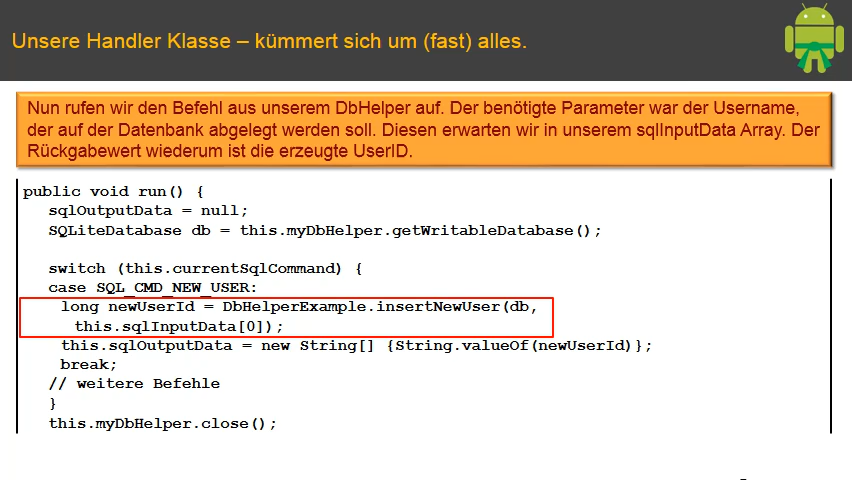 Unsere Handler Klasse – kümmert sich um (fast) alles.
Nun rufen wir den Befehl aus unserem DbHelper auf. Der benötigte Parameter war der Username,
der auf der Datenbank abgelegt werden soll. Diesen erwarten wir in unserem sqlInputData Array. Der
Rückgabewert wiederum ist die erzeugte UserID.
public void run() {
sqlOutputData = null;
SQLiteDatabase db = this.myDbHelper.getWritableDatabase();
switch (this.currentSqlCommand) {
case SQL_CMD_NEW_USER:
long newUserId = DbHelperExample.insertNewUser(db,
this.sqlInputData[0]);
this.sqlOutputData = new String[] {String.valueOf(newUserId)};
break;
// weitere Befehle
}
this.myDbHelper.close();